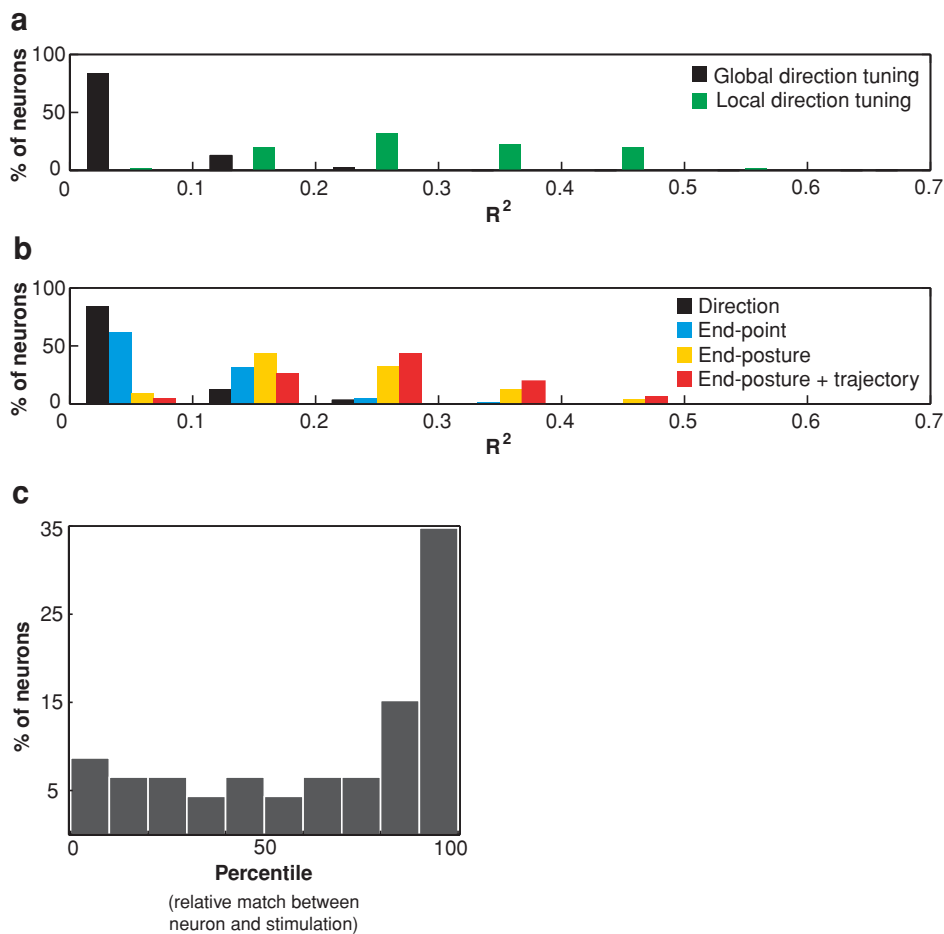 a
% of neurons
100
50
0
Global direction tuning
Local direction tuning
0 0.1 0.2 0.3 0.4 0.5 0.6 0.7
R²
b
% of neurons
100
50
0
Direction
End-point
End-posture
End-posture + trajectory
0 0.1 0.2 0.3 0.4 0.5 0.6 0.7
R²
c
% of neurons
35
25
15
5
0 50 100
Percentile
(relative match between
neuron and stimulation)